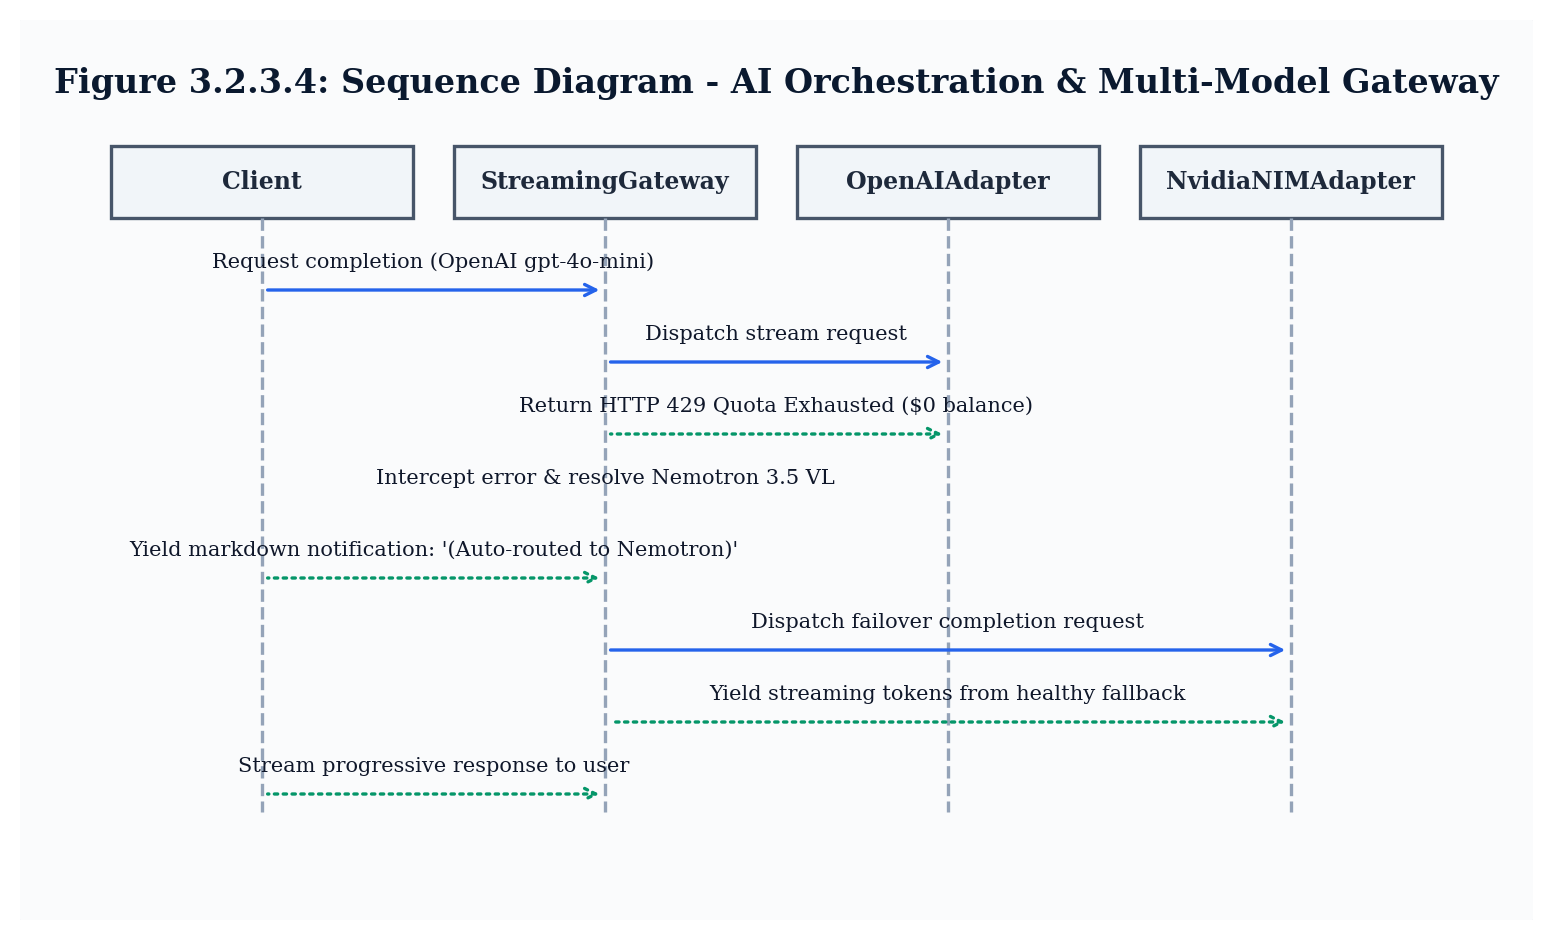 Figure 3.2.3.4: Sequence Diagram - AI Orchestration & Multi-Model Gateway
Client
StreamingGateway
OpenAIAdapter
NvidiaNIMAdapter
Request completion (OpenAI gpt-4o-mini)
Dispatch stream request
Return HTTP 429 Quota Exhausted ($0 balance)
Intercept error & resolve Nemotron 3.5 VL
Yield markdown notification: '(Auto-routed to Nemotron)'
Dispatch failover completion request
Yield streaming tokens from healthy fallback
Stream progressive response to user